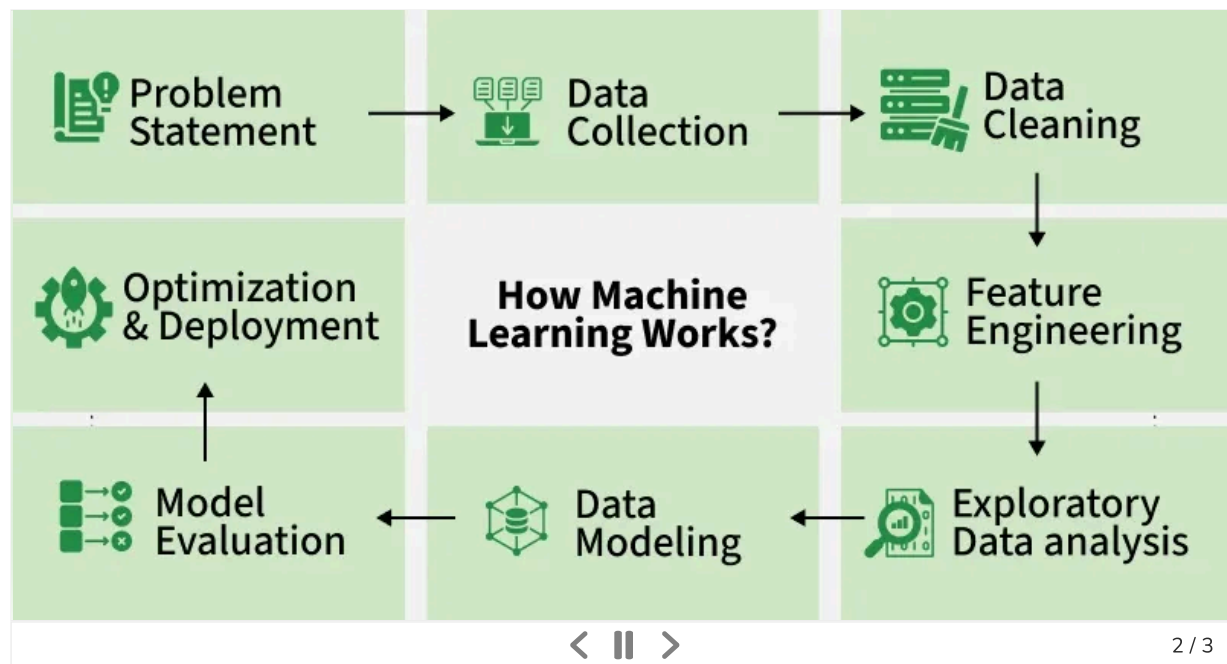 Problem
Statement
Data
Collection
Data
Cleaning
Optimization
& Deployment
How Machine
Learning Works?
Feature
Engineering
Model
Evaluation
Data
Modeling
Exploratory
Data analysis
2 / 3